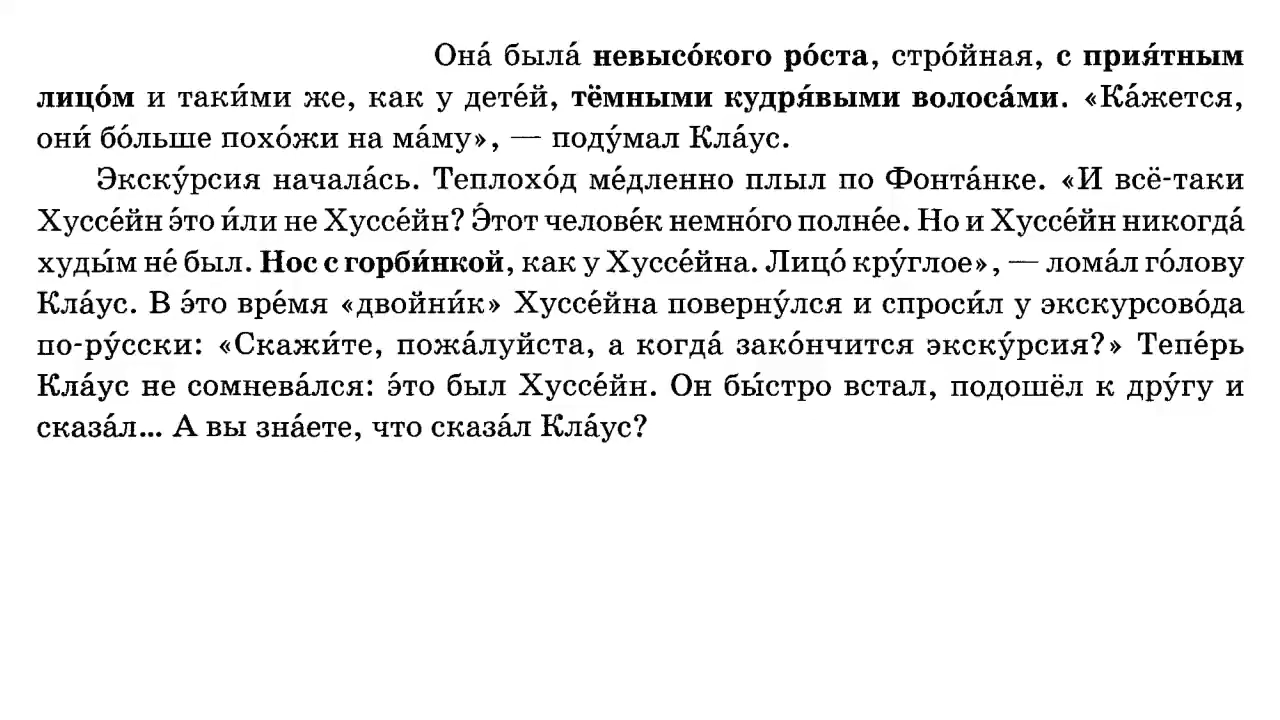 Она́ была́ невысо́кого ро́ста, стро́йная, с прия́тным
лицо́м и таки́ми же, как у дете́й, тёмными кудря́выми волоса́ми. «Ка́жется,
они́ бо́льше похо́жи на ма́му», — поду́мал Кла́ус.
Экску́рсия начала́сь. Теплохо́д ме́дленно плыл по Фонта́нке. «И всё-таки
Хуссе́йн э́то и́ли не Хуссе́йн? Э́тот челове́к немно́го полне́е. Но и Хуссе́йн никогда́
худы́м не́ был. Нос с горби́нкой, как у Хуссе́йна. Лицо́ кру́глое», — лома́л го́лову
Кла́ус. В э́то вре́мя «двойни́к» Хуссе́йна поверну́лся и спроси́л у экскурсово́да
по-ру́сски: «Скажи́те, пожа́луйста, а когда́ зако́нчится экску́рсия?» Тепе́рь
Кла́ус не сомнева́лся: э́то был Хуссе́йн. Он бы́стро встал, подошёл к дру́гу и
сказа́л... А вы зна́ете, что сказа́л Кла́ус?